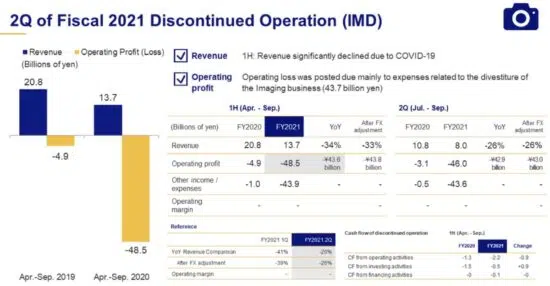 2Q of Fiscal 2021 Discontinued Operation (IMD)
■ Revenue ■ Operating Profit (Loss)
(Billions of yen)
20.8
-4.9
13.7
-48.5
Apr.-Sep. 2019 Apr.-Sep. 2020
Revenue 1H: Revenue significantly declined due to COVID-19
Operating profit Operating loss was posted due mainly to expenses related to the divestiture of the Imaging business (43.7 billion yen)
1H (Apr. - Sep.) 2Q (Jul. - Sep.)
(Billions of yen) FY2020 FY2021 YoY After FX adjustment FY2020 FY2021 YoY After FX adjustment
Revenue 20.8 13.7 -34% -33% 10.8 8.0 -26% -26%
Operating profit -4.9 -48.5 -¥43.6 billion -¥43.8 billion -3.1 -46.0 -¥42.9 billion -¥43.0 billion
Other income / expenses -1.0 -43.9 - - -0.5 -43.6 - -
Operating margin - - - - - - - -
Reference
FY2021 1Q FY2021 2Q
YoY Revenue Comparison -41% -26%
After FX adjustment -39% -26%
Operating margin - -
Cash flow of discontinued operation 1H (Apr. - Sep.)
FY2020 FY2021 Change
CF from operating activities -1.3 -2.2 -0.9
CF from investing activities -1.5 -0.5 +0.9
CF from financing activities -0 -0.1 -0